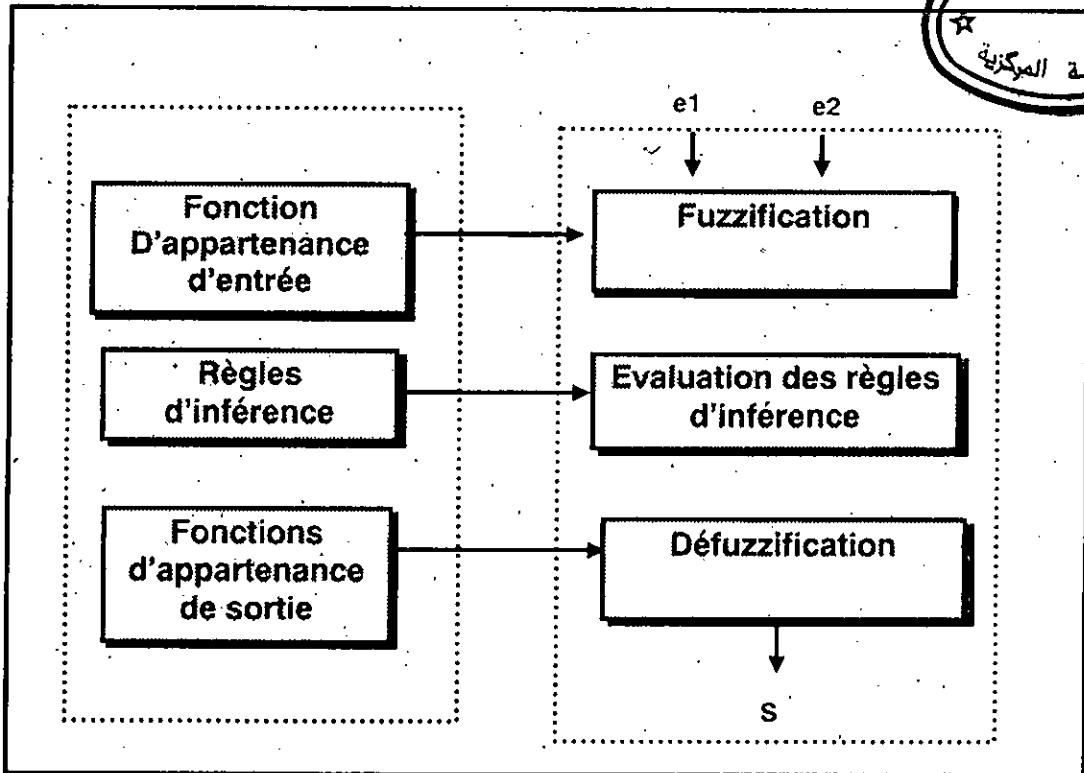 ة المركزية
e1 e2
Fonction
D'appartenance
d'entrée
Fuzzification
Règles
d'inférence
Evaluation des règles
d'inférence
Fonctions
d'appartenance
de sortie
Défuzzification
S